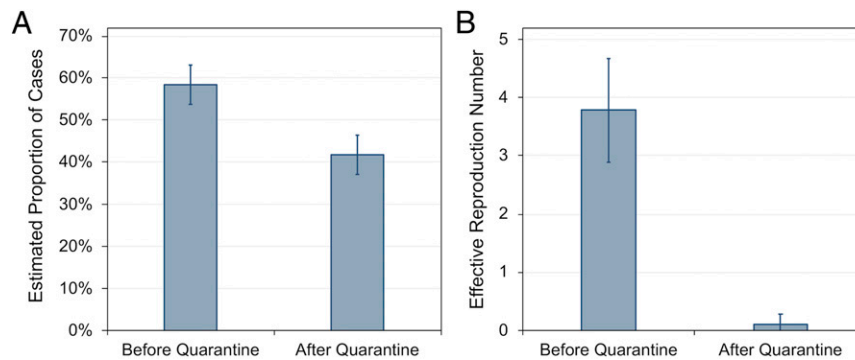 A
Estimated Proportion of Cases
70%
60%
50%
40%
30%
20%
10%
0%
Before Quarantine
After Quarantine
B
Effective Reproduction Number
5
4
3
2
1
0
Before Quarantine
After Quarantine